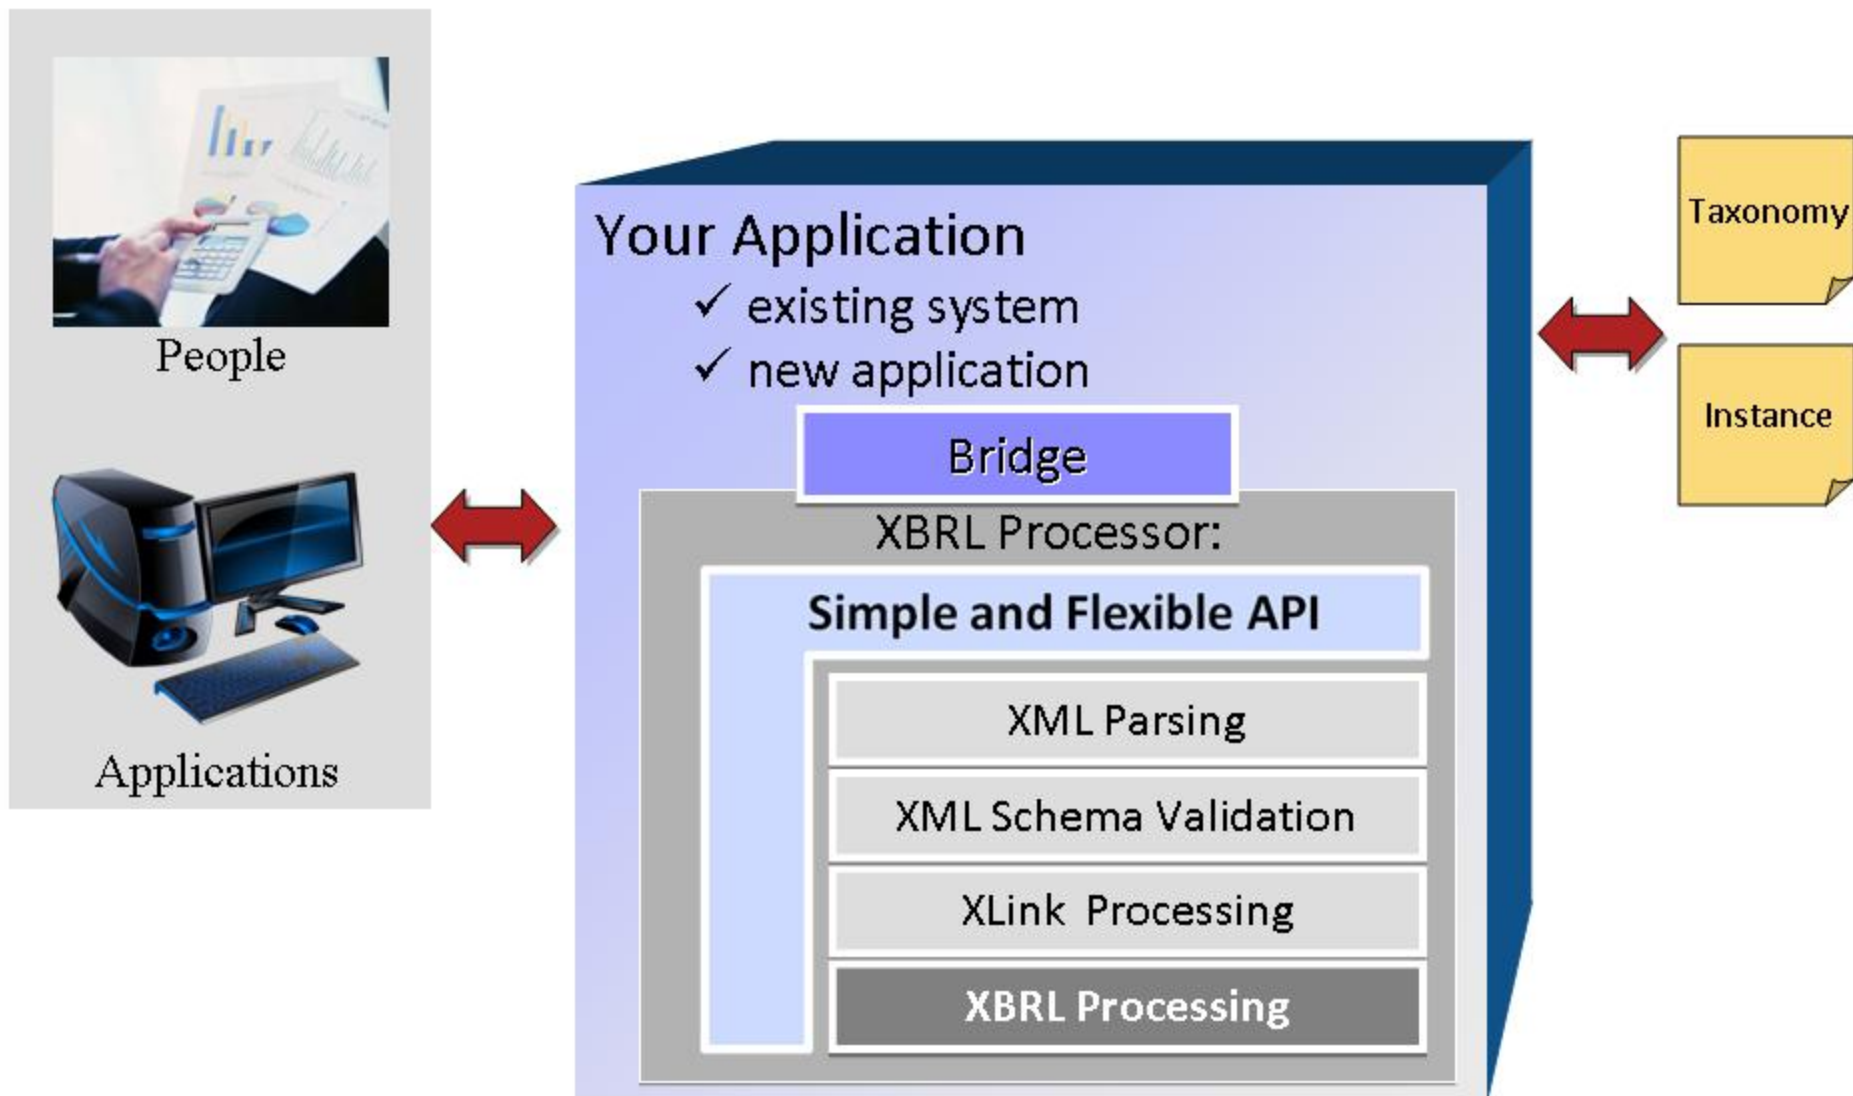 People
Applications
Your Application
✓ existing system
✓ new application
Bridge
XBRL Processor:
Simple and Flexible API
XML Parsing
XML Schema Validation
XLink Processing
XBRL Processing
Taxonomy
Instance